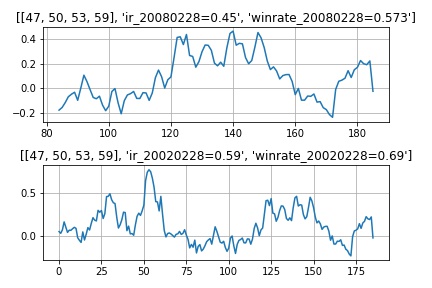 [[47, 50, 53, 59], 'ir_20080228=0.45', 'winrate_20080228=0.573']
0.4
0.2
0.0
−0.2
80 100 120 140 160 180
[[47, 50, 53, 59], 'ir_20020228=0.59', 'winrate_20020228=0.69']
0.5
0.0
0 25 50 75 100 125 150 175